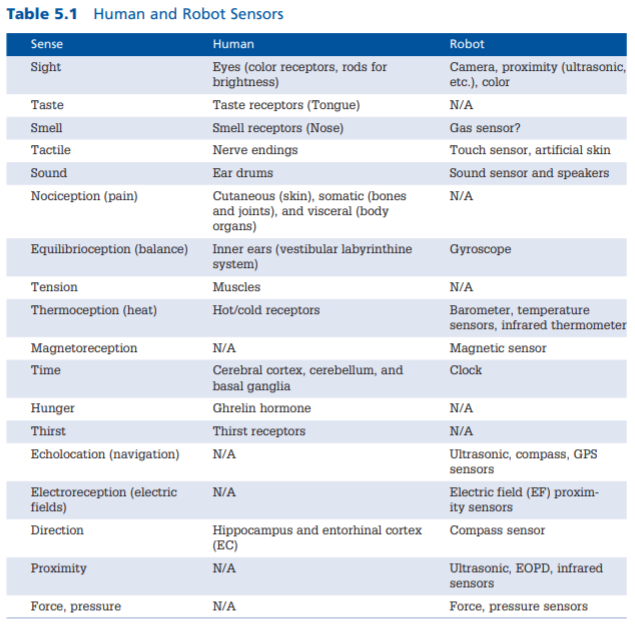 Table 5.1 Human and Robot Sensors
Sense Human Robot
Sight Eyes (color receptors, rods for Camera, proximity (ultrasonic,
brightness) etc.), color
Taste Taste receptors (Tongue) N/A
Smell Smell receptors (Nose) Gas sensor?
Tactile Nerve endings Touch sensor, artificial skin
Sound Ear drums Sound sensor and speakers
Nociception (pain) Cutaneous (skin), somatic (bones N/A
and joints), and visceral (body
organs)
Equilibrioception (balance) Inner ears (vestibular labyrinthine Gyroscope
system)
Tension Muscles N/A
Thermoception (heat) Hot/cold receptors Barometer, temperature
sensors, infrared thermometer
Magnetoreception N/A Magnetic sensor
Time Cerebral cortex, cerebellum, and Clock
basal ganglia
Hunger Ghrelin hormone N/A
Thirst Thirst receptors N/A
Echolocation (navigation) N/A Ultrasonic, compass, GPS
sensors
Electroreception (electric N/A Electric field (EF) proxim-
fields) ity sensors
Direction Hippocampus and entorhinal cortex Compass sensor
(EC)
Proximity N/A Ultrasonic, EOPD, infrared
sensors
Force, pressure N/A Force, pressure sensors